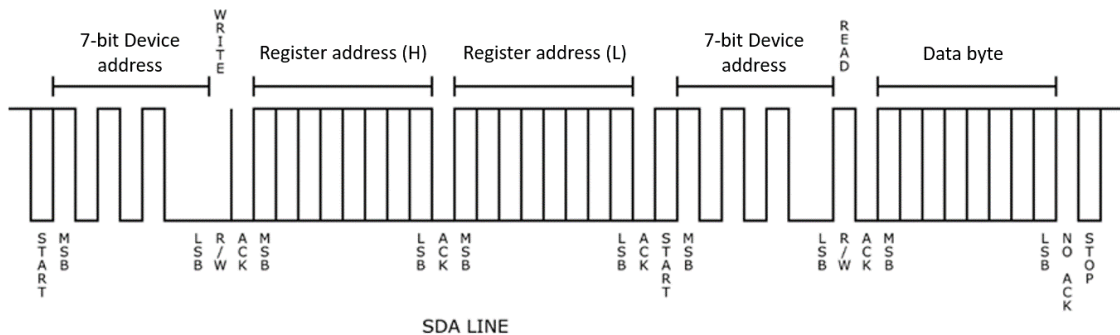 WRITE
READ
7-bit Device
address
Register address (H)
Register address (L)
7-bit Device
address
Data byte
START
MSB
LSB
R/W
ACK
MSB
LSB
ACK
MSB
LSB
ACK
START
MSB
LSB
R/W
ACK
MSB
LSB
NO ACK
STOP
SDA LINE